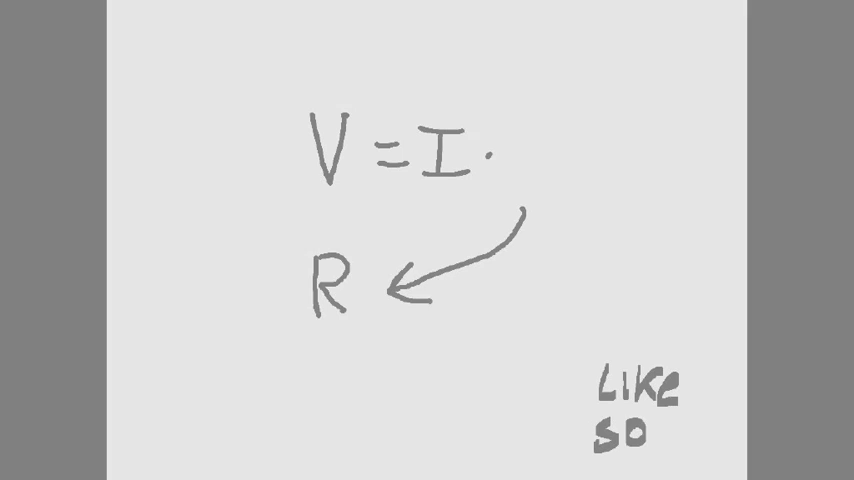 V = I ·
R
LIKE
SO